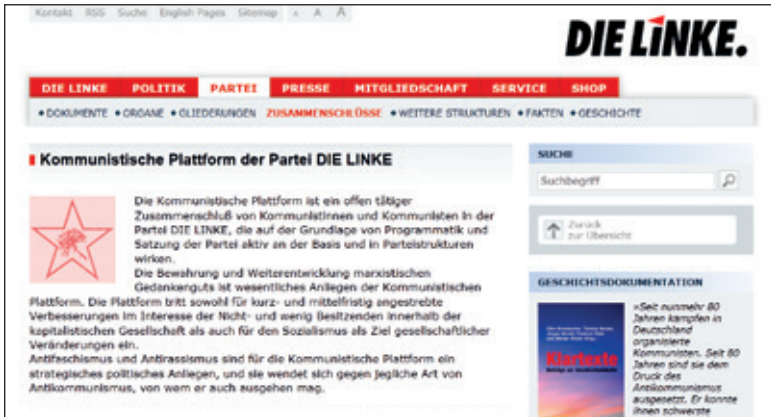 Kontakt RSS Suche English Pages Sitemap A A A
DIE LINKE.
DIE LINKE POLITIK PARTEI PRESSE MITGLIEDSCHAFT SERVICE SHOP
DOKUMENTE ORGANE GLIEDERUNGEN ZUSAMMENSCHLÜSSE WEITERE STRUKTUREN FAKTEN GESCHICHTE
Kommunistische Plattform der Partei DIE LINKE
Die Kommunistische Plattform ist ein offen tätiger
Zusammenschluß von Kommunistinnen und Kommunisten in der
Partei DIE LINKE, die auf der Grundlage von Programmatik und
Satzung der Partei aktiv an der Basis und in Parteistrukturen
wirken.
Die Bewahrung und Weiterentwicklung marxistischen
Gedankenguts ist wesentliches Anliegen der Kommunistischen
Plattform. Die Plattform tritt sowohl für kurz- und mittelfristig angestrebte
Verbesserungen im Interesse der Nicht- und wenig Besitzenden innerhalb der
kapitalistischen Gesellschaft als auch für den Sozialismus als Ziel gesellschaftlicher
Veränderungen ein.
Antifaschismus und Antirassismus sind für die Kommunistische Plattform ein
strategisches politisches Anliegen, und sie wendet sich gegen jegliche Art von
Antikommunismus, von wem er auch ausgehen mag.
SUCHE
Suchbegriff
Zurück
zur Übersicht
GESCHICHTSDOKUMENTATION
Klartexte
»Seit nunmehr 80
Jahren kämpfen in
Deutschland
organisierte
Kommunisten. Seit 80
Jahren sind sie dem
Druck des
Antikommunismus
ausgesetzt. Er konnte
ihnen schwerste